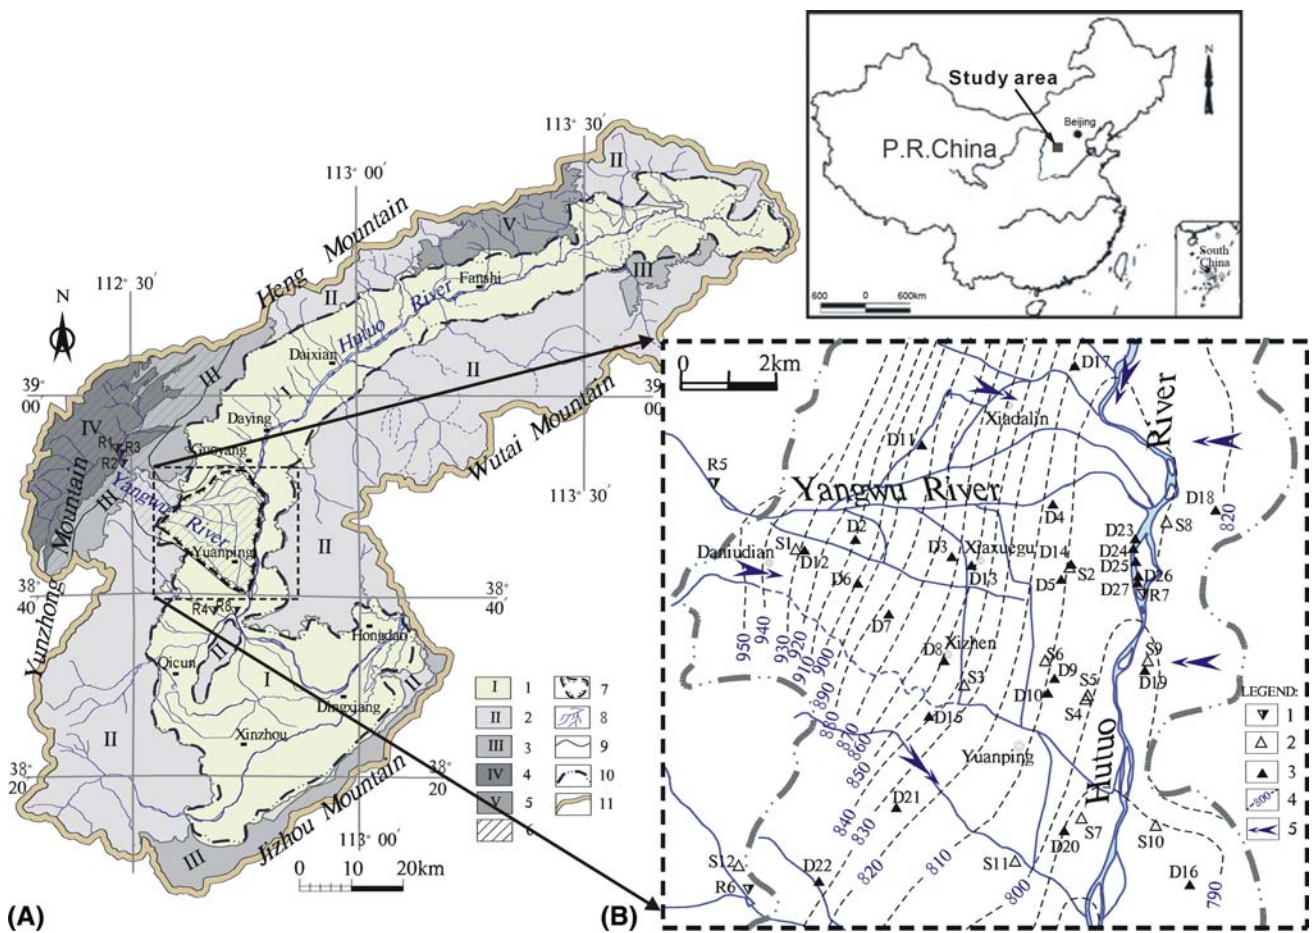 113° 30′
113° 00′
112° 30′
N
Heng Mountain
II
V
III
II
Fanshi
Hutuo River
Daixian
III
I
II
39° 00′
39° 00′
IV
R1
R3
R2
Daying
Guoyang
Wutai Mountain
113° 30′
III
Yangwu River
Yuanping
II
Yunzhong Mountain
38° 40′
38° 40′
R4
R8
II
Hongdao
Qicun
I
II
Dingxiang
Xinzhou
II
38° 20′
38° 20′
113° 00′
Jizhou Mountain
III
0 10 20km
I 1
II 2
III 3
IV 4
V 5
6
7
8
9
10
11
(A)
Study area
N
Beijing
P.R.China
South China
600 0 600km
0 2km
D17
Xiadalin
River
D11
R5
Yangwu River
D18
820
D2
D4
S8
D23
D24
D25
D26
D27
R7
S1
Daniudian
D12
D3
Xiaxuegu
D13
D14
S2
D5
D6
D7
950
940
930
920
910
900
890
880
870
860
850
840
830
820
810
800
790
D8
Xizhen
S6
D9
S9
D19
S3
D10
S5
S4
D15
Yuanping
Hutuo
D21
S7
D20
S10
S12
D22
S11
R6
D16
LEGEND:
1
2
3
800 4
5
(B)